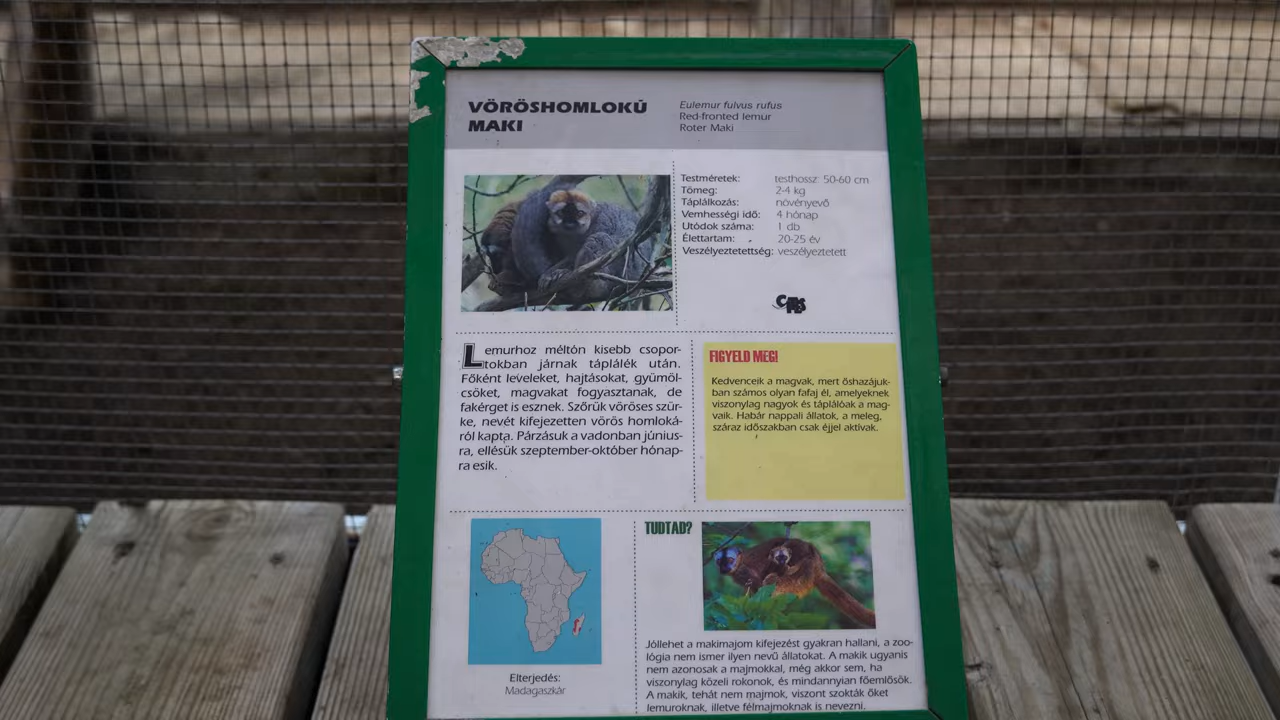 VÖRÖSHOMLOKÚ
MAKI
Eulemur fulvus rufus
Red-fronted lemur
Roter Maki
Testméretek: testhossz: 50-60 cm
Tömeg: 2-4 kg
Táplálkozás: növényevő
Vemhességi idő: 4 hónap
Utódok száma: 1 db
Élettartam: 20-25 év
Veszélyeztetettség: veszélyeztetett
Lemurhoz méltón kisebb csopor-
tokban járnak táplálék után.
Főként leveleket, hajtásokat, gyümöl-
csöket, magvakat fogyasztanak, de
fakérget is esznek. Szőrük vöröses szür-
ke, nevét kifejezetten vörös homloká-
ról kapta. Párzásuk a vadonban június-
ra, ellésük szeptember-október hónap-
ra esik.
FIGYELD MEG!
Kedvenceik a magvak, mert őshazájuk-
ban számos olyan fafaj él, amelyeknek
viszonylag nagyok és táplálóak a mag-
vaik. Habár nappali állatok, a meleg,
száraz időszakban csak éjjel aktívak.
Elterjedés:
Madagaszkár
TUDTAD?
Jóllehet a makimajom kifejezést gyakran hallani, a zoo-
lógia nem ismer ilyen nevű állatokat. A makik ugyanis
nem azonosak a majmokkal, még akkor sem, ha
viszonylag közeli rokonok, és mindannyian főemlősök.
A makik, tehát nem majmok, viszont szokták őket
lemuroknak, illetve félmajmoknak is nevezni.